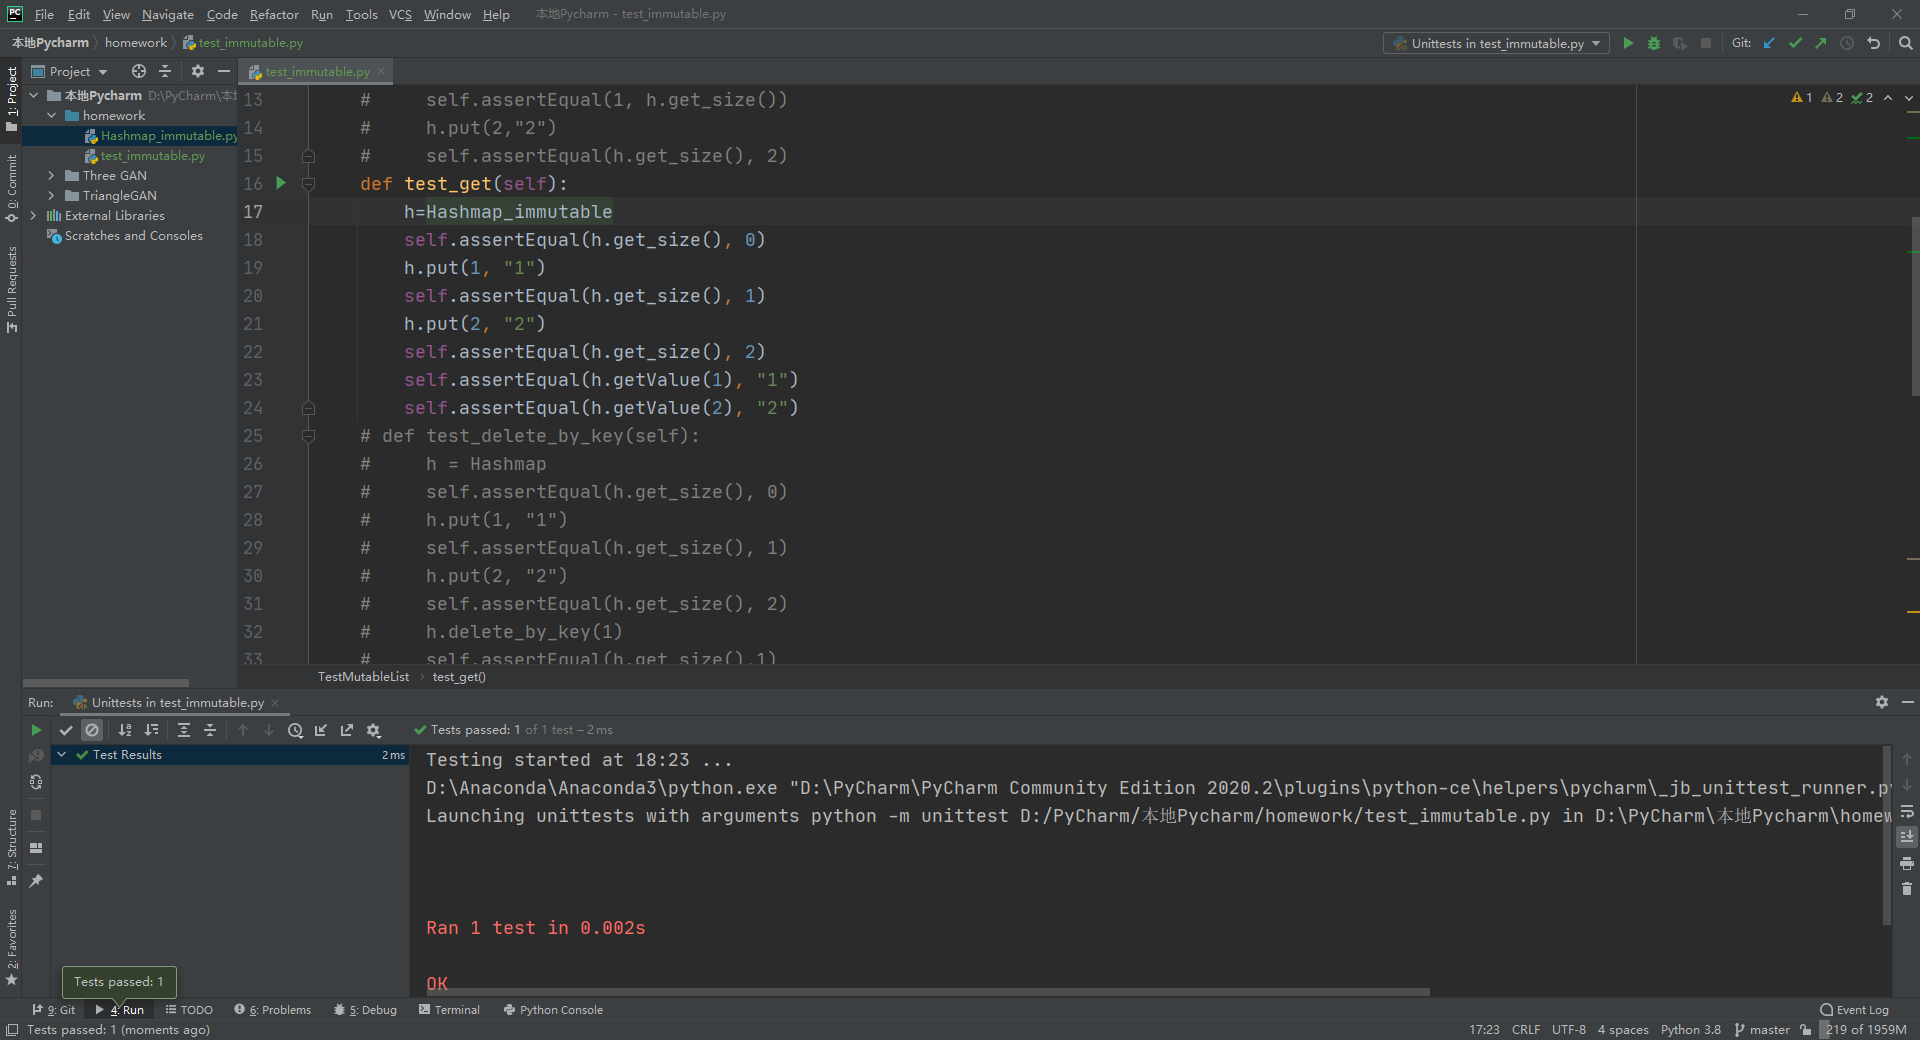 PC File Edit View Navigate Code Refactor Run Tools VCS Window Help 本地Pycharm - test_immutable.py
本地Pycharm homework test_immutable.py Unittests in test_immutable.py Git:
1: Project
0: Commit
Pull Requests
7: Structure
2: Favorites
Project
本地Pycharm D:\PyCharm\本
homework
Hashmap_immutable.py
test_immutable.py
Three GAN
TriangleGAN
External Libraries
Scratches and Consoles
test_immutable.py
1 2 2
13 # self.assertEqual(1, h.get_size())
14 # h.put(2,"2")
15 # self.assertEqual(h.get_size(), 2)
16 def test_get(self):
17 h=Hashmap_immutable
18 self.assertEqual(h.get_size(), 0)
19 h.put(1, "1")
20 self.assertEqual(h.get_size(), 1)
21 h.put(2, "2")
22 self.assertEqual(h.get_size(), 2)
23 self.assertEqual(h.getValue(1), "1")
24 self.assertEqual(h.getValue(2), "2")
25 # def test_delete_by_key(self):
26 # h = Hashmap
27 # self.assertEqual(h.get_size(), 0)
28 # h.put(1, "1")
29 # self.assertEqual(h.get_size(), 1)
30 # h.put(2, "2")
31 # self.assertEqual(h.get_size(), 2)
32 # h.delete_by_key(1)
33 # self.assertEqual(h.get_size(),1)
TestMutableList test_get()
Run: Unittests in test_immutable.py
Tests passed: 1 of 1 test – 2 ms
Test Results 2 ms
Testing started at 18:23 ...
D:\Anaconda\Anaconda3\python.exe "D:\PyCharm\PyCharm Community Edition 2020.2\plugins\python-ce\helpers\pycharm\_jb_unittest_runner.py
Launching unittests with arguments python -m unittest D:/PyCharm/本地Pycharm/homework/test_immutable.py in D:\PyCharm\本地Pycharm\homew
Ran 1 test in 0.002s
OK
Tests passed: 1
9: Git 4: Run TODO 6: Problems 5: Debug Terminal Python Console Event Log
Tests passed: 1 (moments ago) 17:23 CRLF UTF-8 4 spaces Python 3.8 master 219 of 1959M